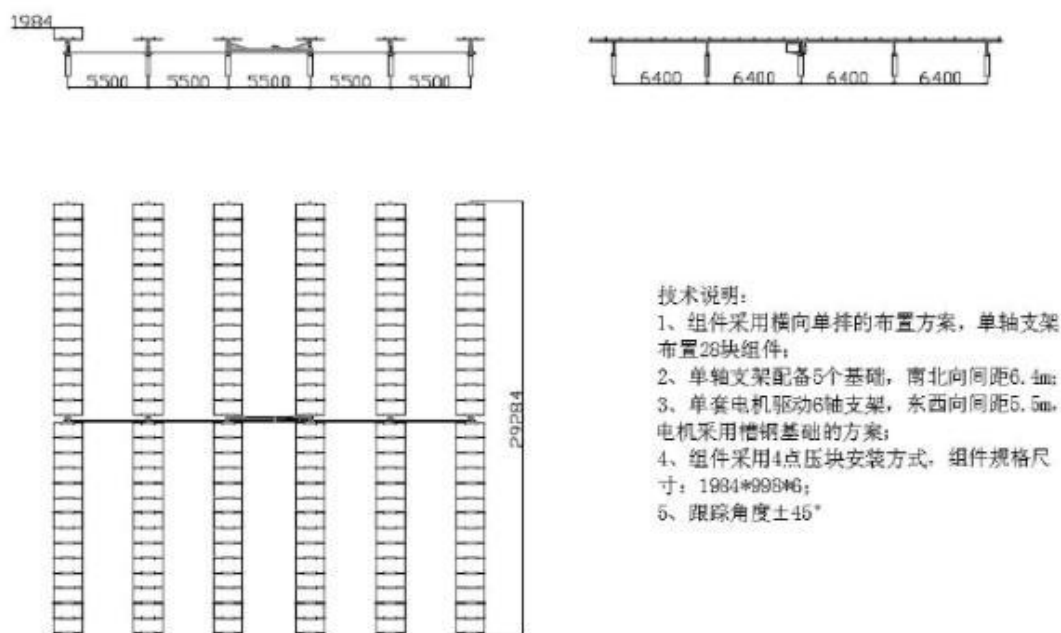 1984
5500 5500 5500 5500 5500
6400 6400 6400 6400
29284
技术说明:
1、组件采用横向单排的布置方案，单轴支架
布置28块组件;
2、单轴支架配备5个基础，南北向间距6.4m;
3、单套电机驱动6轴支架，东西向间距5.5m，
电机采用槽钢基础的方案;
4、组件采用4点压块安装方式，组件规格尺
寸: 1984*998*6;
5、跟踪角度±45°